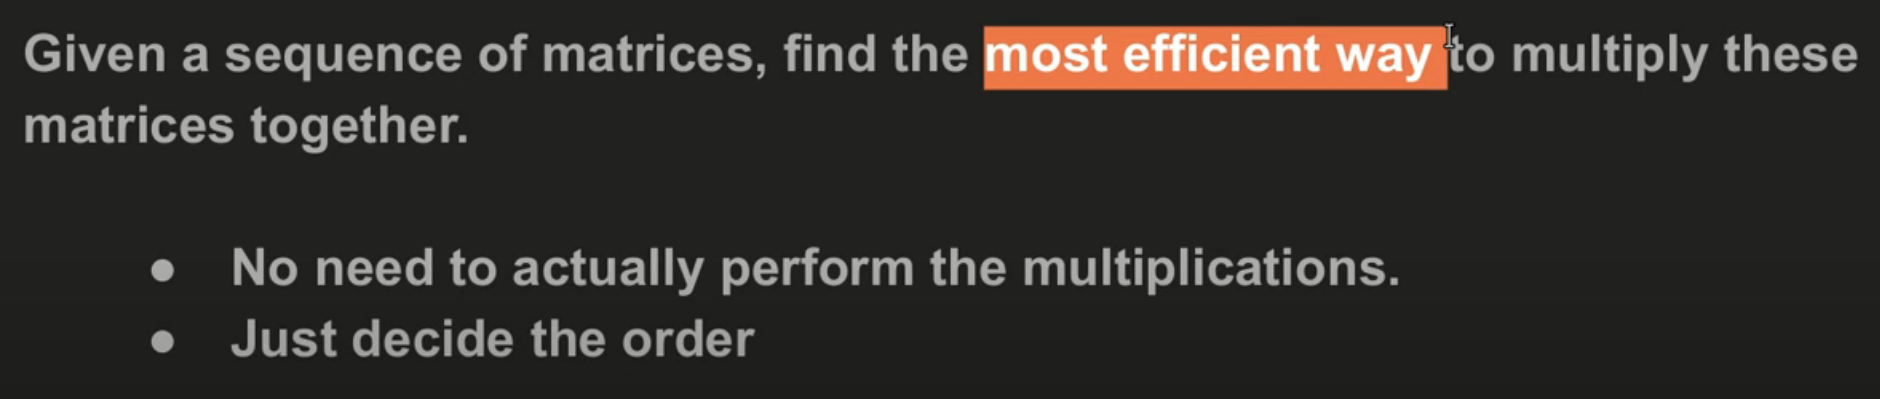 Given a sequence of matrices, find the most efficient way to multiply these
matrices together.
● No need to actually perform the multiplications.
● Just decide the order